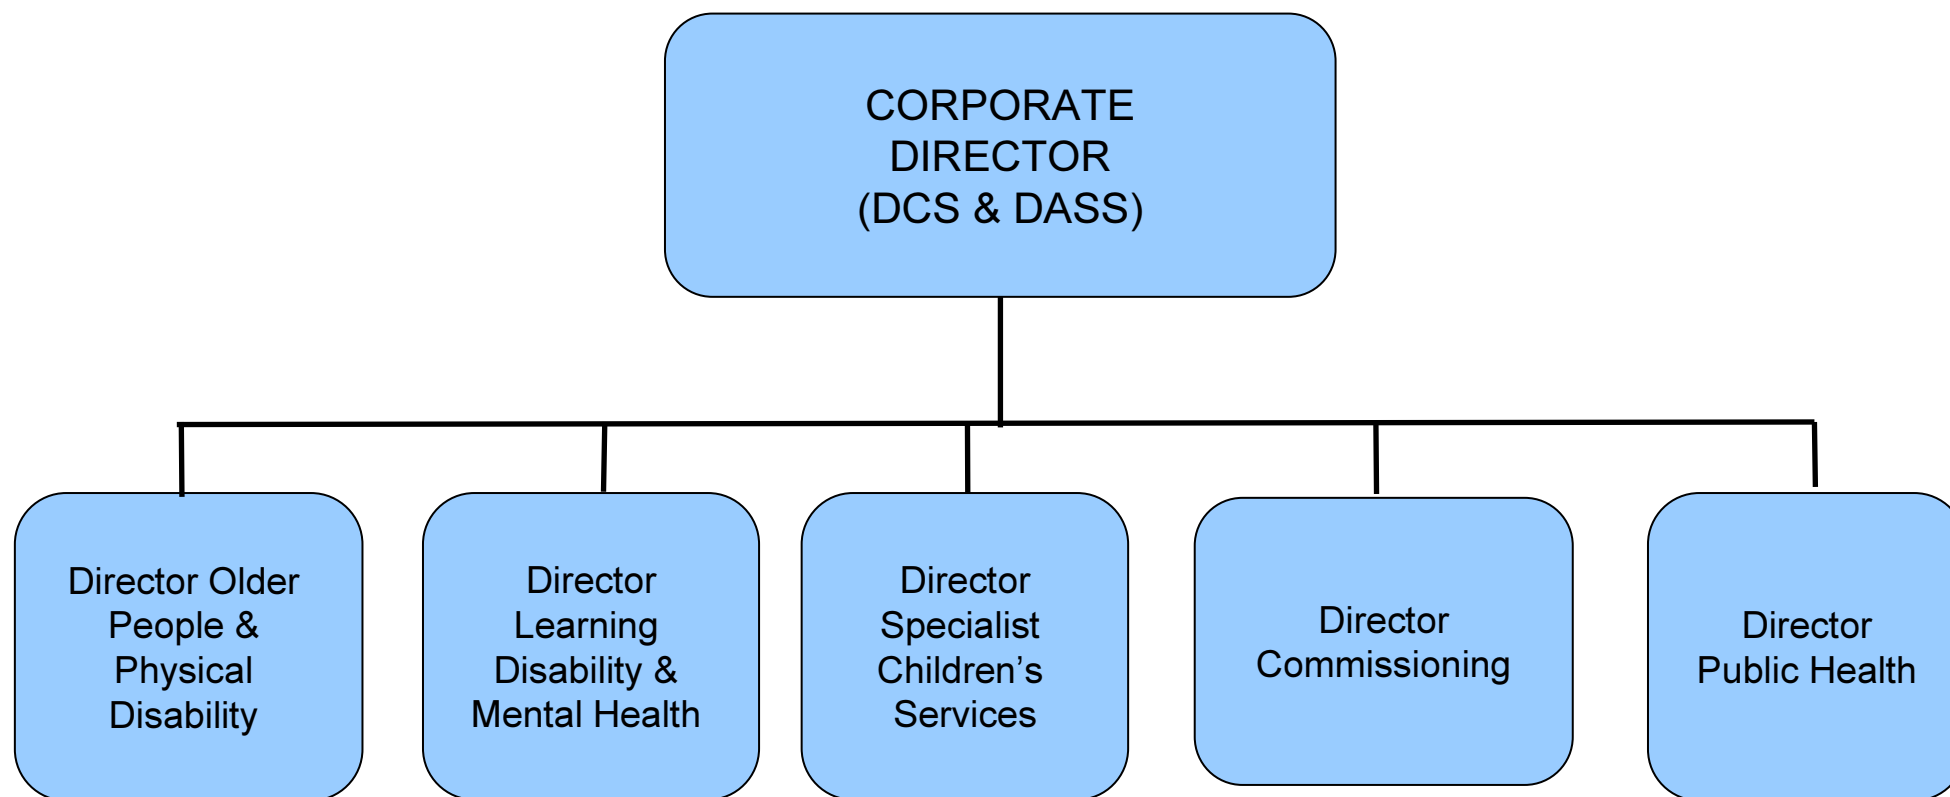 CORPORATE
DIRECTOR
(DCS & DASS)
Director Older
People &
Physical
Disability
Director
Learning
Disability &
Mental Health
Director
Specialist
Children’s
Services
Director
Commissioning
Director
Public Health